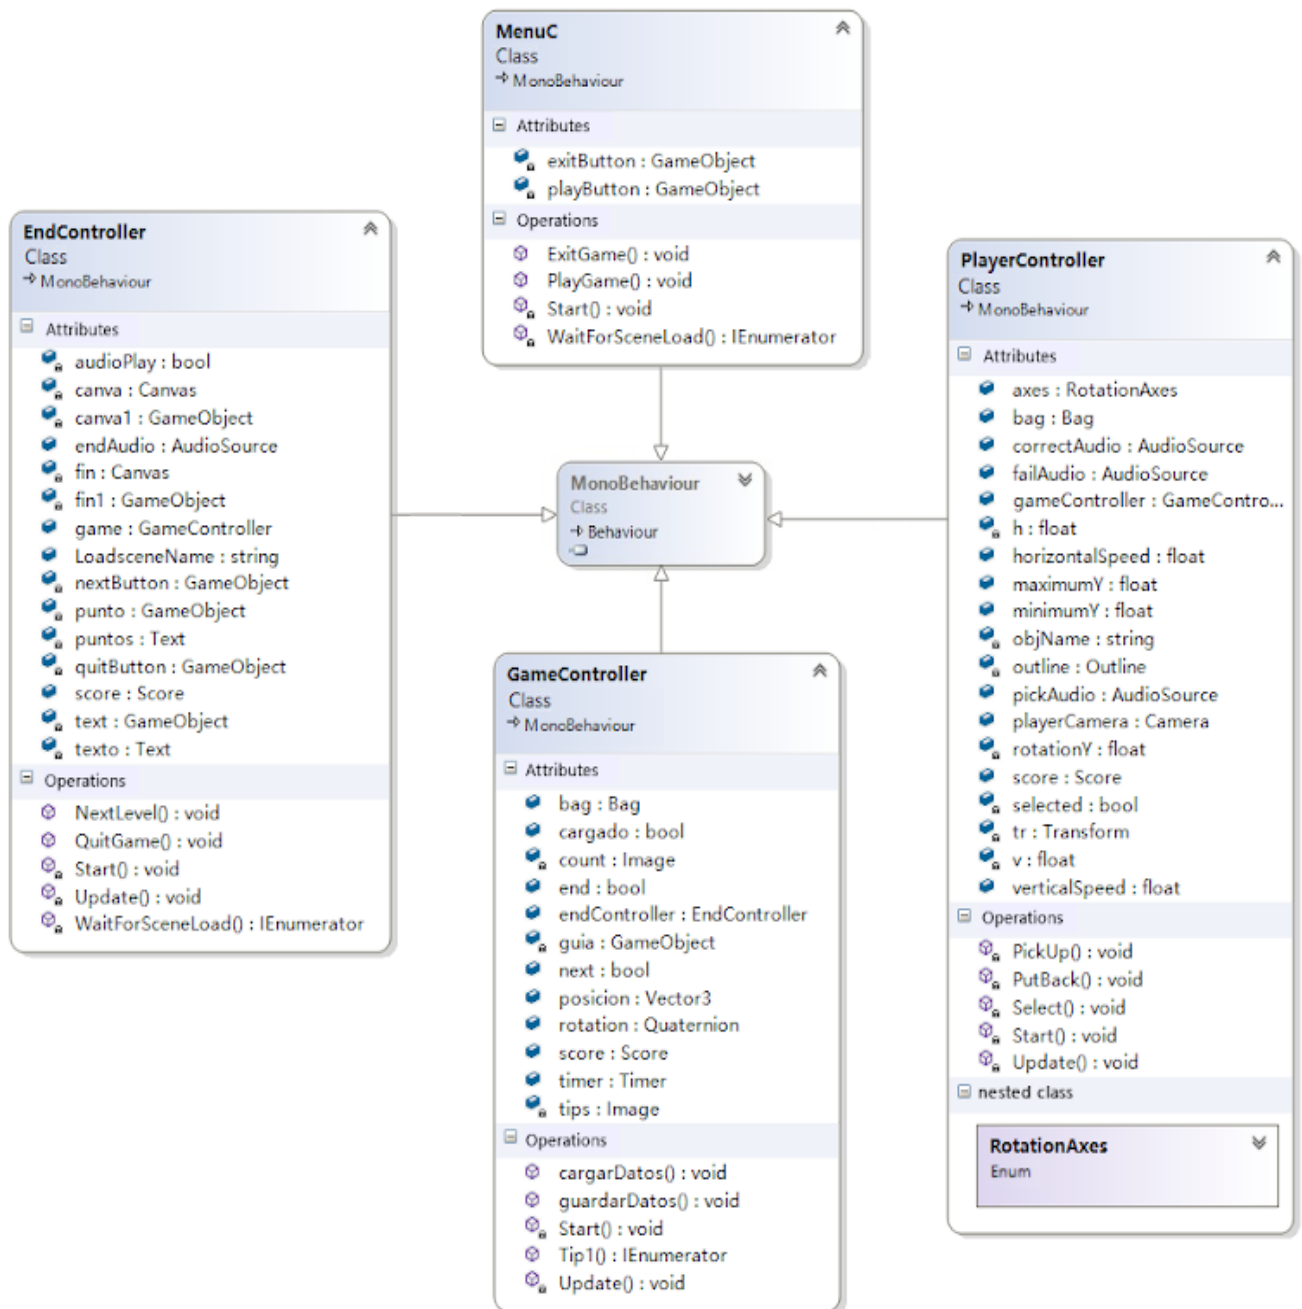 MenuC
Class
MonoBehaviour
Attributes
exitButton : GameObject
playButton : GameObject
Operations
ExitGame() : void
PlayGame() : void
Start() : void
WaitForSceneLoad() : IEnumerator
EndController
Class
MonoBehaviour
Attributes
audioPlay : bool
canva : Canvas
canva1 : GameObject
endAudio : AudioSource
fin : Canvas
fin1 : GameObject
game : GameController
LoadsceneName : string
nextButton : GameObject
punto : GameObject
puntos : Text
quitButton : GameObject
score : Score
text : GameObject
texto : Text
Operations
NextLevel() : void
QuitGame() : void
Start() : void
Update() : void
WaitForSceneLoad() : IEnumerator
MonoBehaviour
Class
Behaviour
PlayerController
Class
MonoBehaviour
Attributes
axes : RotationAxes
bag : Bag
correctAudio : AudioSource
failAudio : AudioSource
gameController : GameContro...
h : float
horizontalSpeed : float
maximumY : float
minimumY : float
objName : string
outline : Outline
pickAudio : AudioSource
playerCamera : Camera
rotationY : float
score : Score
selected : bool
tr : Transform
v : float
verticalSpeed : float
Operations
PickUp() : void
PutBack() : void
Select() : void
Start() : void
Update() : void
nested class
RotationAxes
Enum
GameController
Class
MonoBehaviour
Attributes
bag : Bag
cargado : bool
count : Image
end : bool
endController : EndController
guia : GameObject
next : bool
posicion : Vector3
rotation : Quaternion
score : Score
timer : Timer
tips : Image
Operations
cargarDatos() : void
guardarDatos() : void
Start() : void
Tip1() : IEnumerator
Update() : void